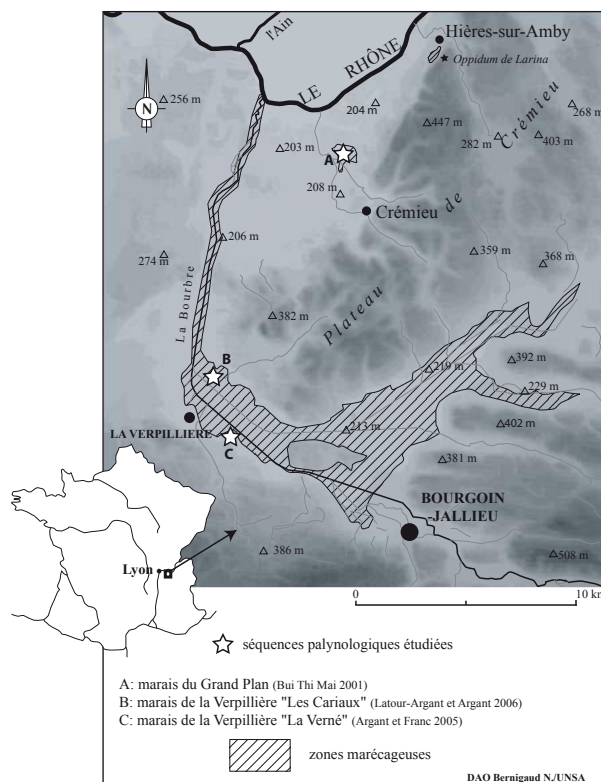 Hières-sur-Amby
Oppidum de Larina
l'Ain
LE RHÔNE
N
256 m
204 m
447 m
268 m
282 m
403 m
203 m
A
208 m
Crémieu
Plateau de Crémieu
206 m
274 m
359 m
368 m
La Bourbre
382 m
B
392 m
219 m
229 m
LA VERPILLIERE
C
213 m
402 m
381 m
BOURGOIN
-JALLIEU
386 m
508 m
Lyon
0 10 km
séquences palynologiques étudiées
A: marais du Grand Plan (Bui Thi Mai 2001)
B: marais de la Verpillière "Les Cariaux" (Latour-Argant et Argant 2006)
C: marais de la Verpillière "La Verné" (Argant et Franc 2005)
zones marécageuses
DAO Bernigaud N./UNSA